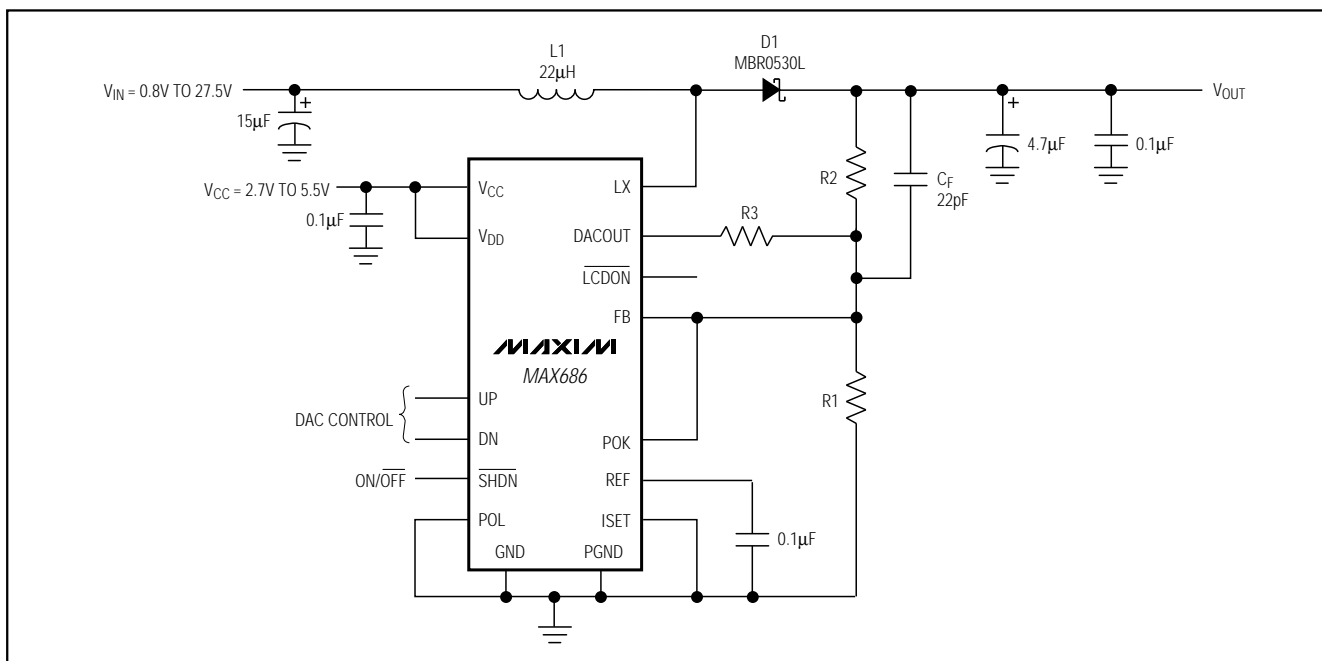 L1
22µH
D1
MBR0530L
VIN = 0.8V TO 27.5V
VOUT
+
15µF
+
4.7µF
0.1µF
VCC = 2.7V TO 5.5V
0.1µF
VCC
LX
R2
CF
22pF
VDD
DACOUT
R3
LCDON
FB
MAXIM
MAX686
R1
DAC CONTROL
UP
DN
POK
ON/OFF
SHDN
REF
POL
ISET
0.1µF
GND
PGND